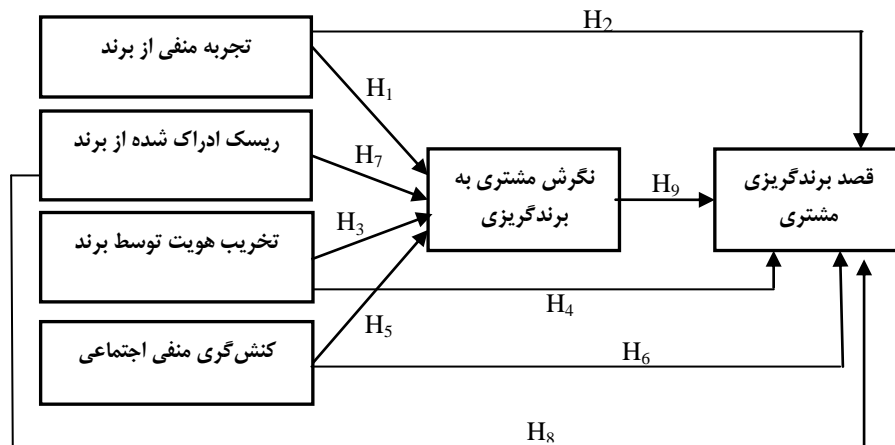 H₂
تجربه منفی از برند
H₁
ریسک ادراک شده از برند
H₇
نگرش مشتری به
برندگریزی
H₉
قصد برندگریزی
مشتری
H₃
تخریب هویت توسط برند
H₄
H₅
کنش‌گری منفی اجتماعی
H₆
H₈